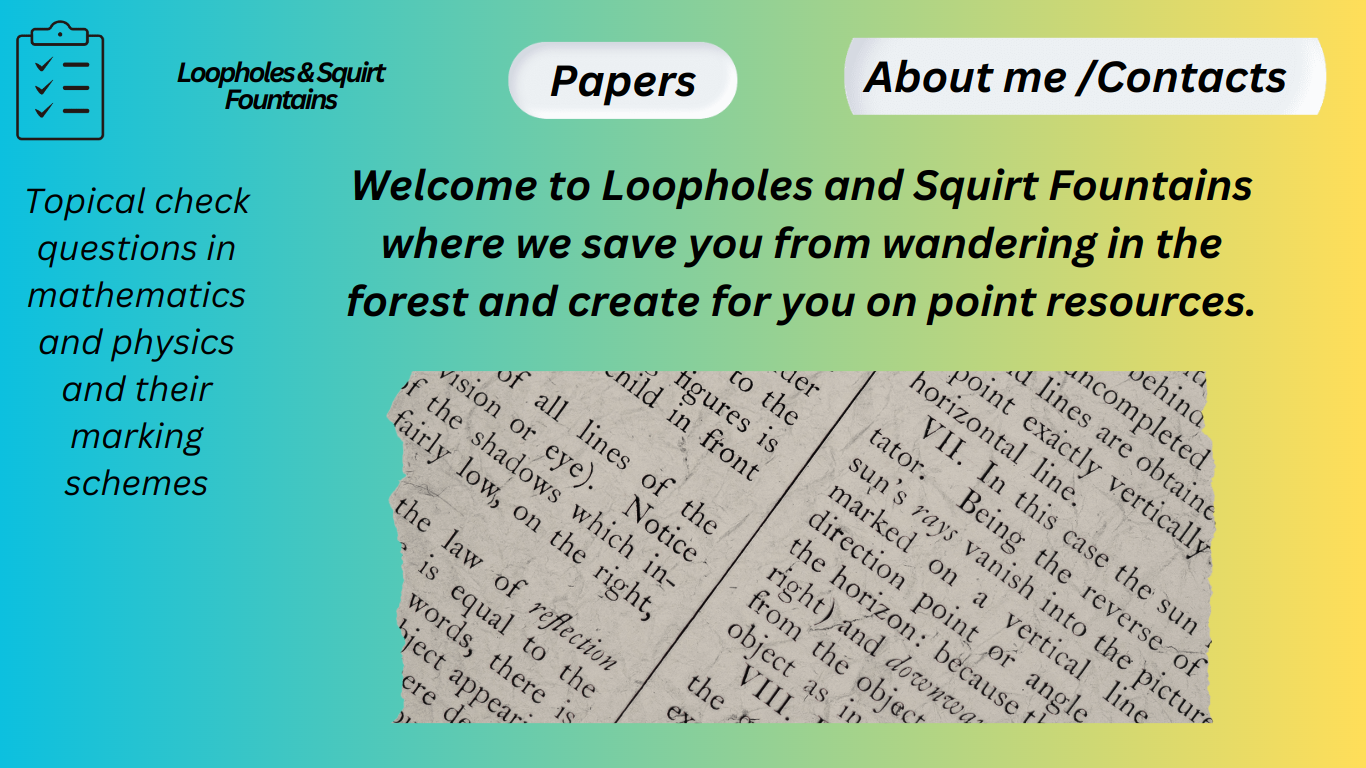 Loopholes & Squirt
Fountains
Papers
About me /Contacts
Topical check
questions in
mathematics
and physics
and their
marking
schemes
Welcome to Loopholes and Squirt Fountains
where we save you from wandering in the
forest and create for you on point resources.
child in front
figures is
to the
of all lines of the
vision or eye). Notice
of the shadows which in-
fairly low, on the right,
the law of reflection
is equal to the
words, there is
behind
uncompleted
lines are obtaine
point exactly vertically
horizontal line.
VII. In this case the sun
tator. Being the reverse of
sun's rays vanish into the picture
marked on a vertical line
direction point or angle
the horizon: because
right) and
from the object
object as in
VIII.
the